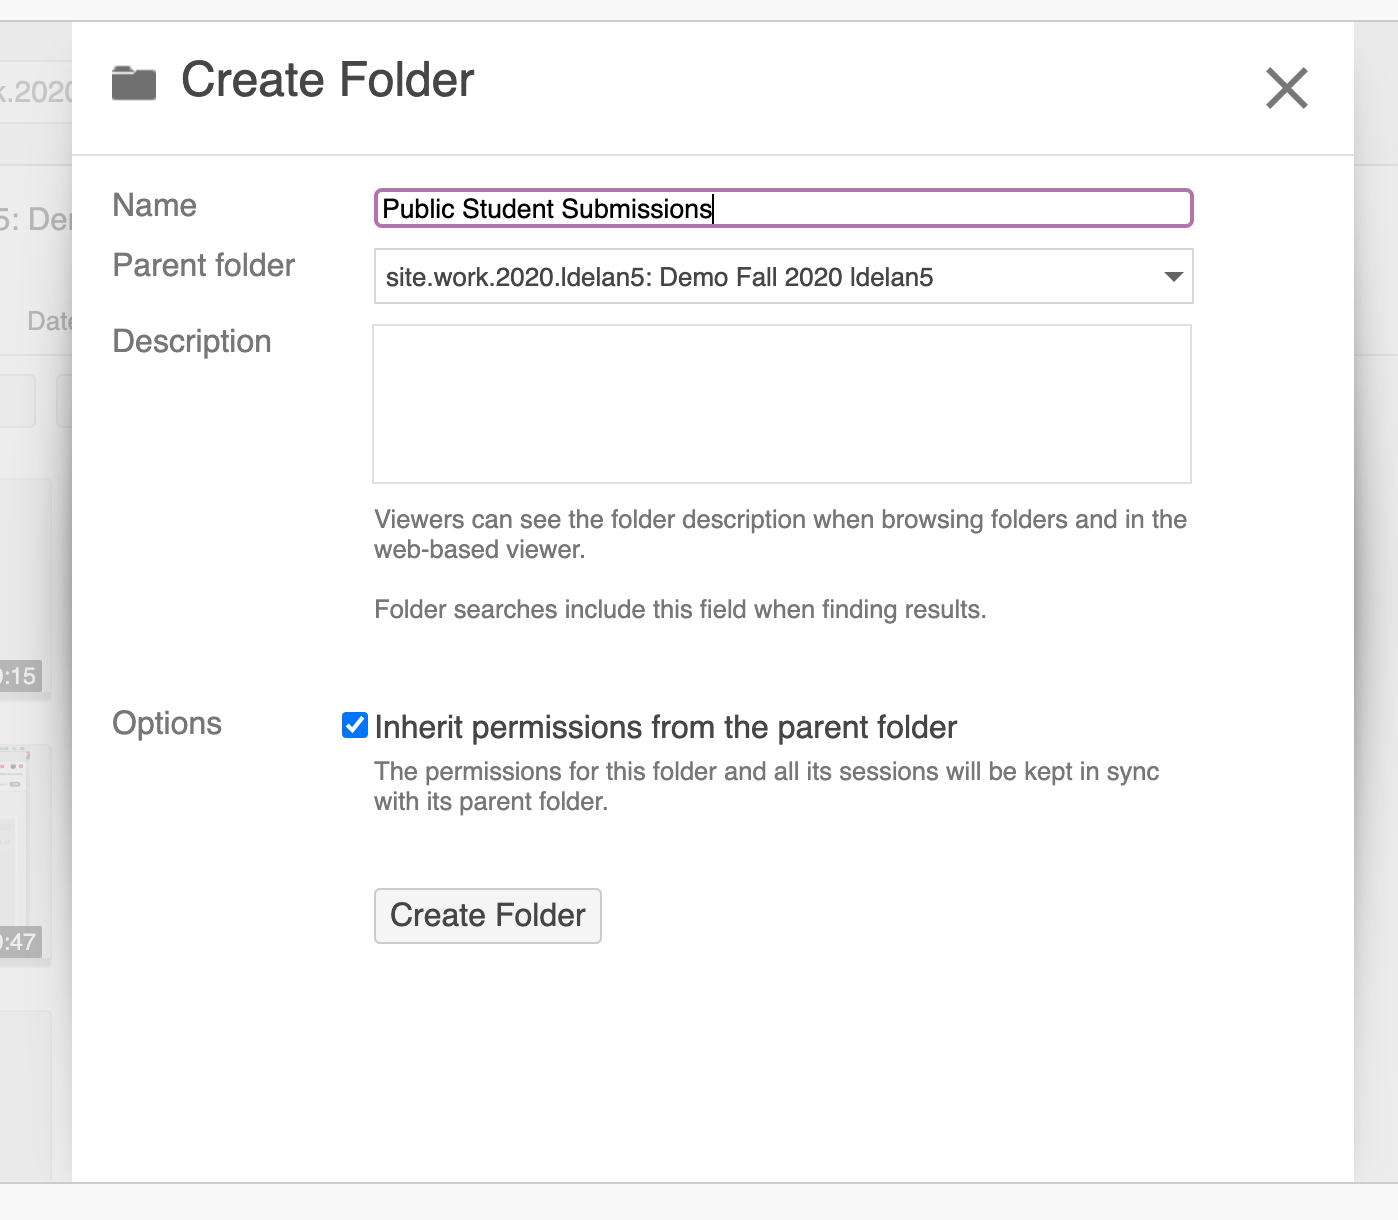 Create Folder
k.2020
Name
Public Student Submissions
5: Der
Parent folder
site.work.2020.ldelan5: Demo Fall 2020 ldelan5
Date
Description
Viewers can see the folder description when browsing folders and in the
web-based viewer.
Folder searches include this field when finding results.
:15
Options
Inherit permissions from the parent folder
The permissions for this folder and all its sessions will be kept in sync
with its parent folder.
Create Folder
:47